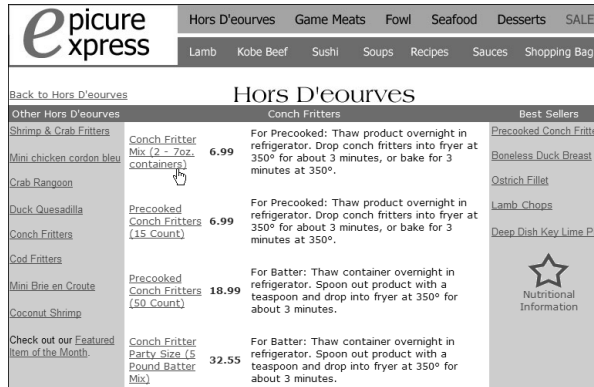 epicure
express
Hors D'eourves Game Meats Fowl Seafood Desserts SALE
Lamb Kobe Beef Sushi Soups Recipes Sauces Shopping Bag
Back to Hors D'eourves
Hors D'eourves
Other Hors D'eourves
Conch Fritters
Best Sellers
Shrimp & Crab Fritters
Mini chicken cordon bleu
Crab Rangoon
Duck Quesadilla
Conch Fritters
Cod Fritters
Mini Brie en Croute
Coconut Shrimp
Check out our Featured
Item of the Month.
Conch Fritter
Mix (2 - 7oz.
containers)
6.99
For Precooked: Thaw product overnight in
refrigerator. Drop conch fritters into fryer at
350° for about 3 minutes, or bake for 3
minutes at 350°.
Precooked
Conch Fritters
(15 Count)
6.99
For Precooked: Thaw product overnight in
refrigerator. Drop conch fritters into fryer at
350° for about 3 minutes, or bake for 3
minutes at 350°.
Precooked
Conch Fritters
(50 Count)
18.99
For Batter: Thaw container overnight in
refrigerator. Spoon out product with a
teaspoon and drop into fryer at 350° for
about 3 minutes.
Conch Fritter
Party Size (5
Pound Batter
Mix)
32.55
For Batter: Thaw container overnight in
refrigerator. Spoon out product with a
teaspoon and drop into fryer at 350° for
about 3 minutes.
Precooked Conch Fritte
Boneless Duck Breast
Ostrich Fillet
Lamb Chops
Deep Dish Key Lime P
Nutritional
Information